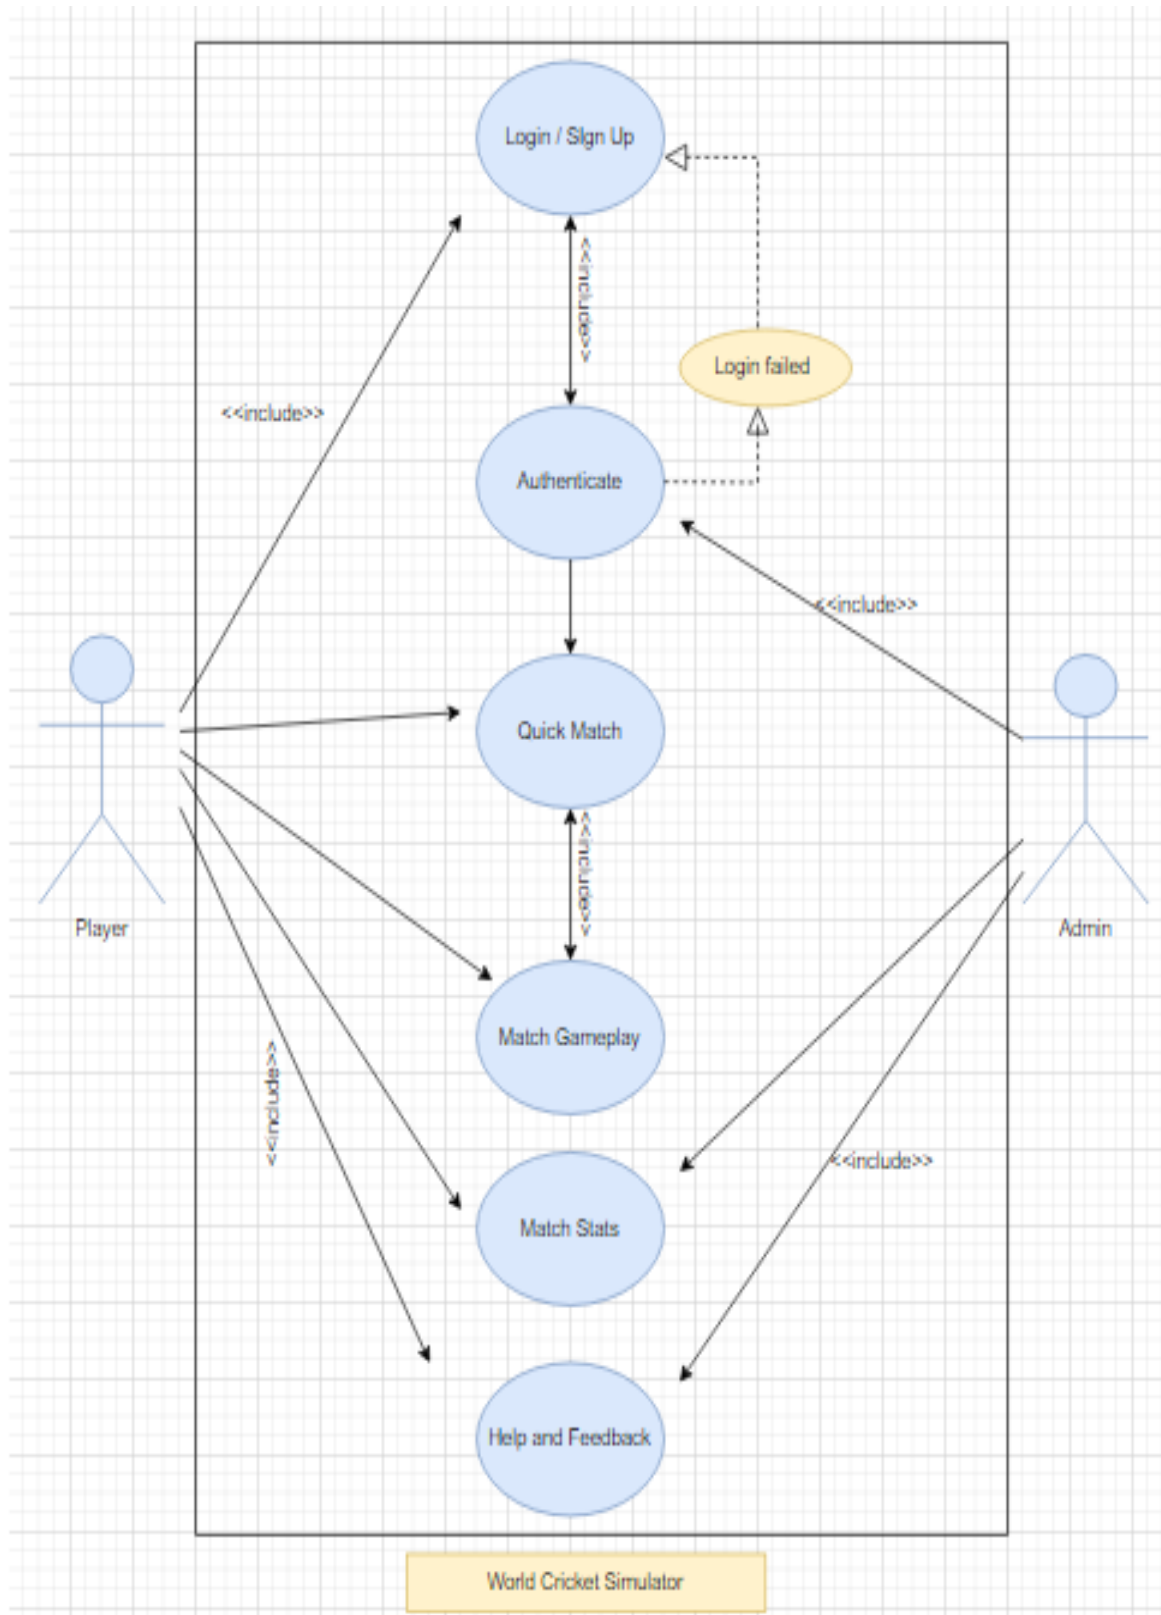 Login / SIgn Up
<<include>>
Login failed
<<include>>
Authenticate
<<include>>
Quick Match
<<include>>
Player
Admin
Match Gameplay
<<include>>
<<include>>
Match Stats
Help and Feedback
World Cricket Simulator